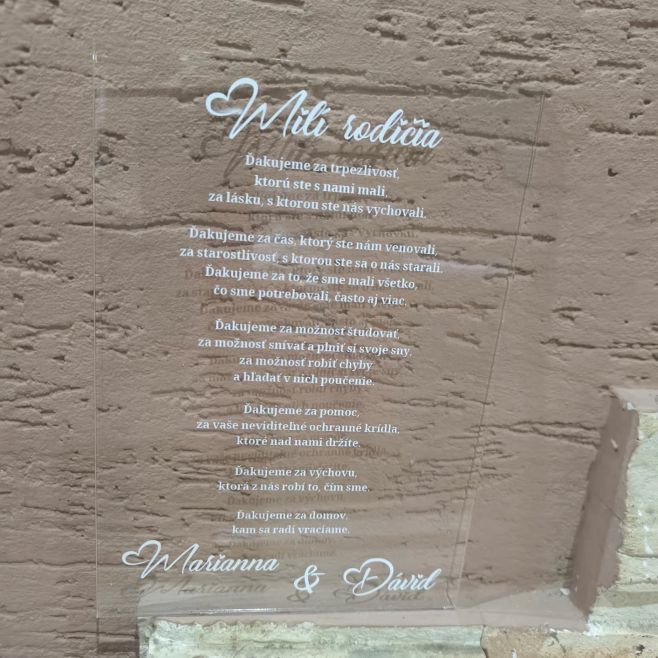 Milí rodičia
Ďakujeme za trpezlivosť,
ktorú ste s nami mali,
za lásku, s ktorou ste nás vychovali.
Ďakujeme za čas, ktorý ste nám venovali,
za starostlivosť, s ktorou ste sa o nás starali.
Ďakujeme za to, že sme mali všetko,
čo sme potrebovali, často aj viac.
Ďakujeme za možnosť študovať,
za možnosť snívať a plniť si svoje sny,
za možnosť robiť chyby
a hľadať v nich poučenie.
Ďakujeme za pomoc,
za vaše neviditeľné ochranné krídla,
ktoré nad nami držíte.
Ďakujeme za výchovu,
ktorá z nás robí to, čím sme.
Ďakujeme za domov,
kam sa radi vraciame.
Marianna & Dávid